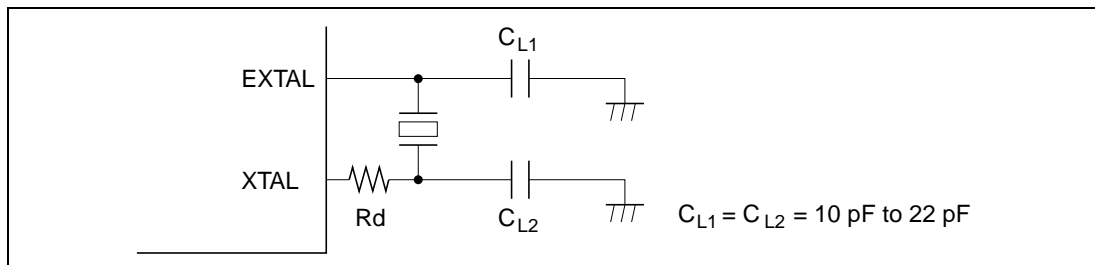 C_L1
EXTAL
XTAL
Rd
C_L2
C_L1 = C_L2 = 10 pF to 22 pF